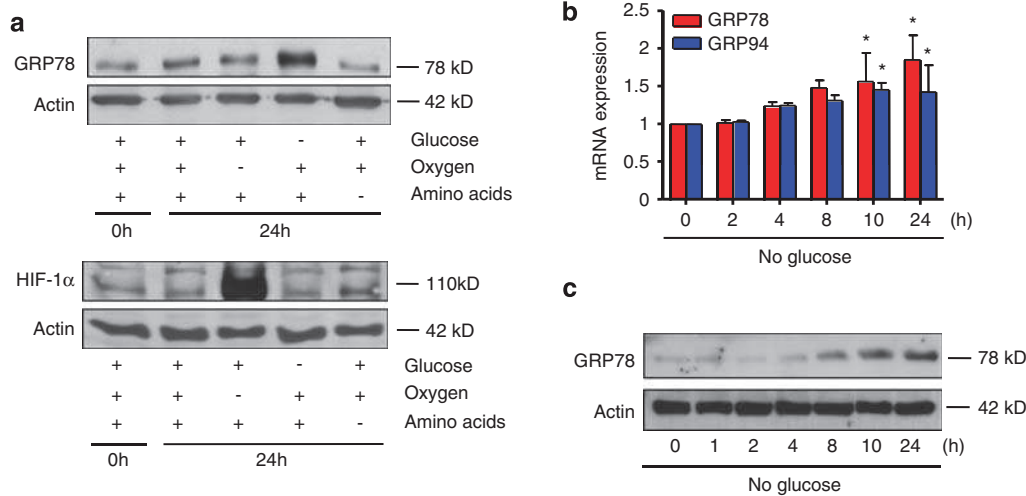 a
GRP78
78 kD
Actin
42 kD
+ + + - + Glucose
+ + - + + Oxygen
+ + + + - Amino acids
0h 24h
HIF-1α
110kD
Actin
42 kD
+ + + - + Glucose
+ + - + + Oxygen
+ + + + - Amino acids
0h 24h
b
mRNA expression
2.5
2
1.5
1
0.5
0
GRP78
GRP94
* * * *
0 2 4 8 10 24 (h)
No glucose
c
GRP78
78 kD
Actin
42 kD
0 1 2 4 8 10 24 (h)
No glucose